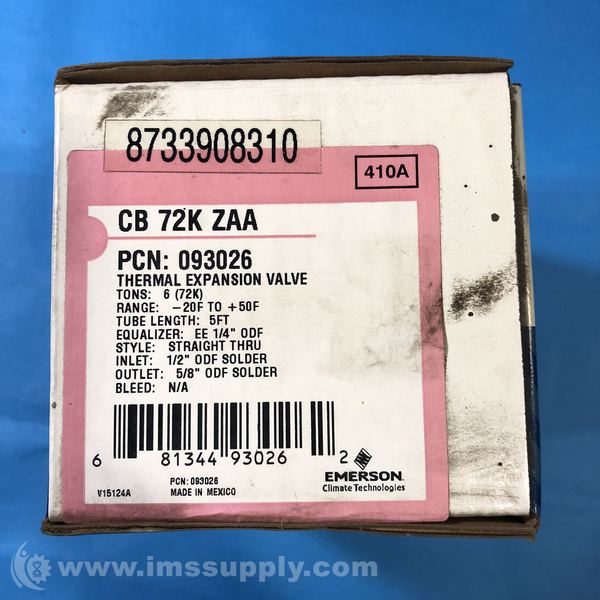 8733908310
410A
CB 72K ZAA
PCN: 093026
THERMAL EXPANSION VALVE
TONS: 6 (72K)
RANGE: -20F TO +50F
TUBE LENGTH: 5FT
EQUALIZER: EE 1/4" ODF
STYLE: STRAIGHT THRU
INLET: 1/2" ODF SOLDER
OUTLET: 5/8" ODF SOLDER
BLEED: N/A
6 81344 93026 2
V15124A
PCN: 093026
MADE IN MEXICO
EMERSON
Climate Technologies
© www.imssupply.com